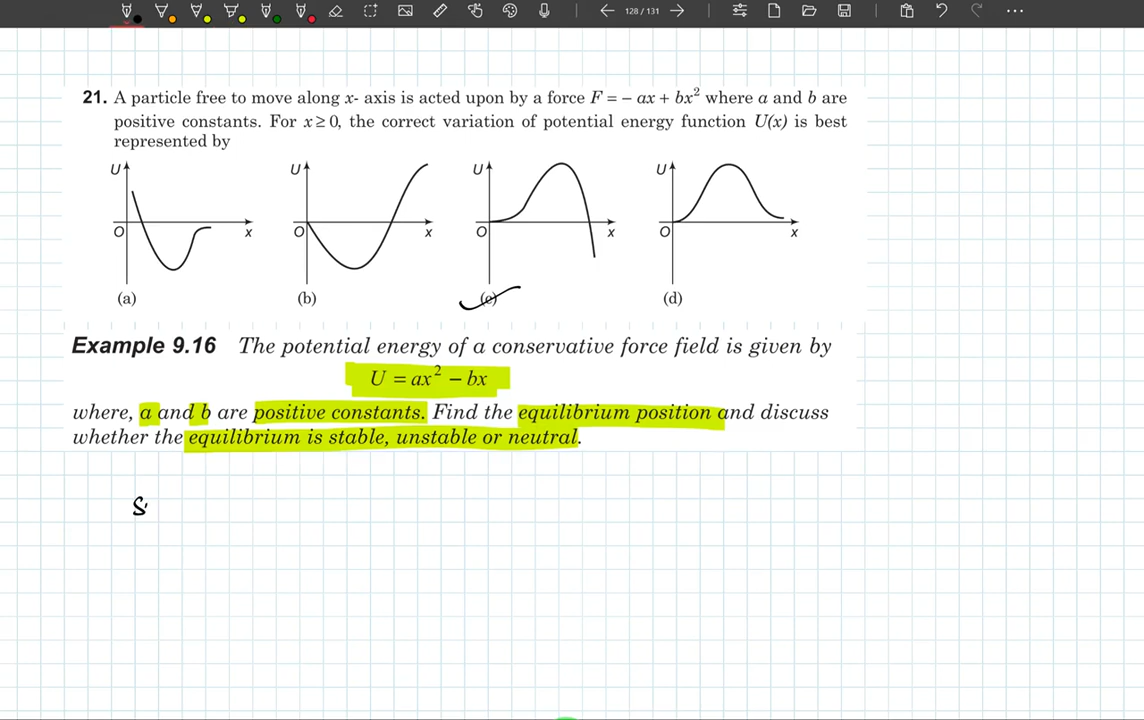 128 / 131
21. A particle free to move along x- axis is acted upon by a force F = – ax + bx² where a and b are
positive constants. For x ≥ 0, the correct variation of potential energy function U(x) is best
represented by
U U U U
O x O x O x O x
(a) (b) (c) (d)
Example 9.16 The potential energy of a conservative force field is given by
U = ax² – bx
where, a and b are positive constants. Find the equilibrium position and discuss
whether the equilibrium is stable, unstable or neutral.
S